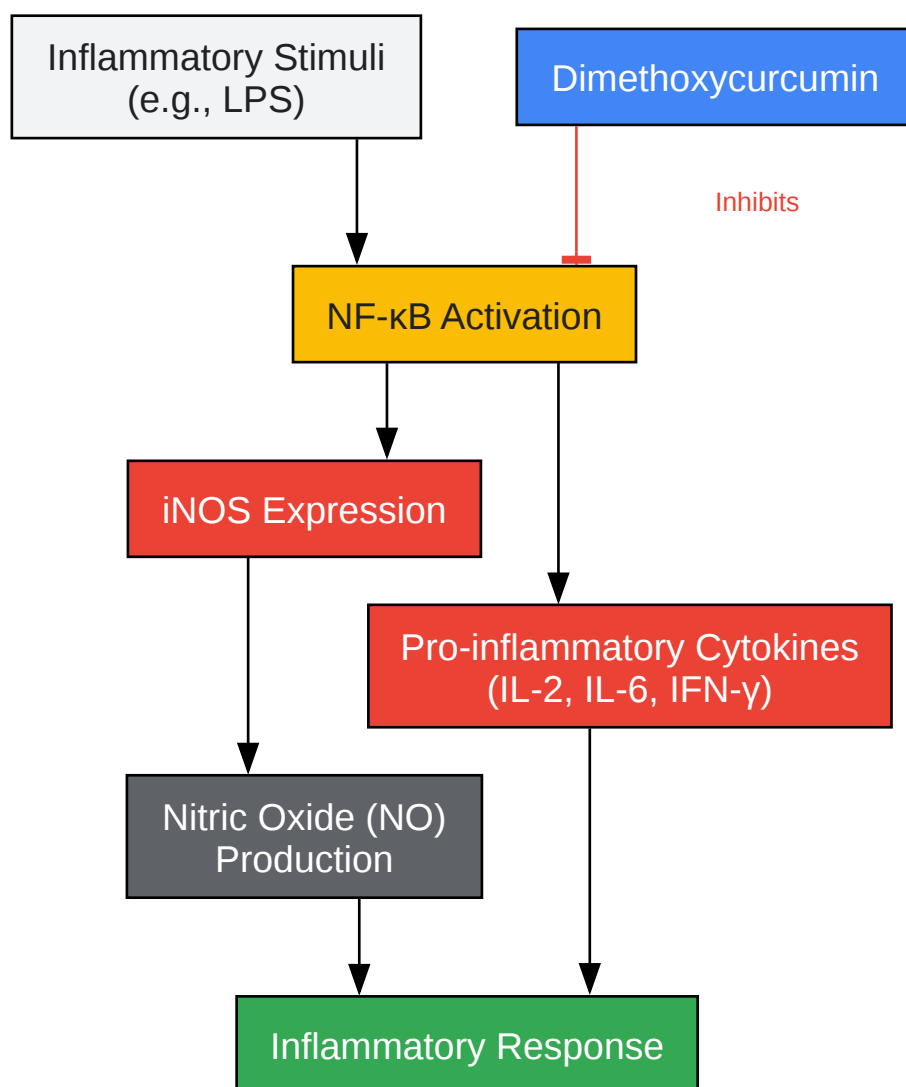 Inflammatory Stimuli
(e.g., LPS)
Dimethoxycurcumin
Inhibits
NF-κB Activation
iNOS Expression
Pro-inflammatory Cytokines
(IL-2, IL-6, IFN-γ)
Nitric Oxide (NO)
Production
Inflammatory Response